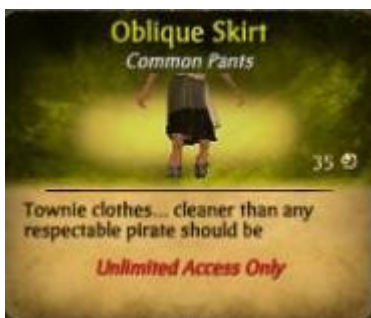 Oblique Skirt
Common Pants
35
Townie clothes... cleaner than any
respectable pirate should be
Unlimited Access Only